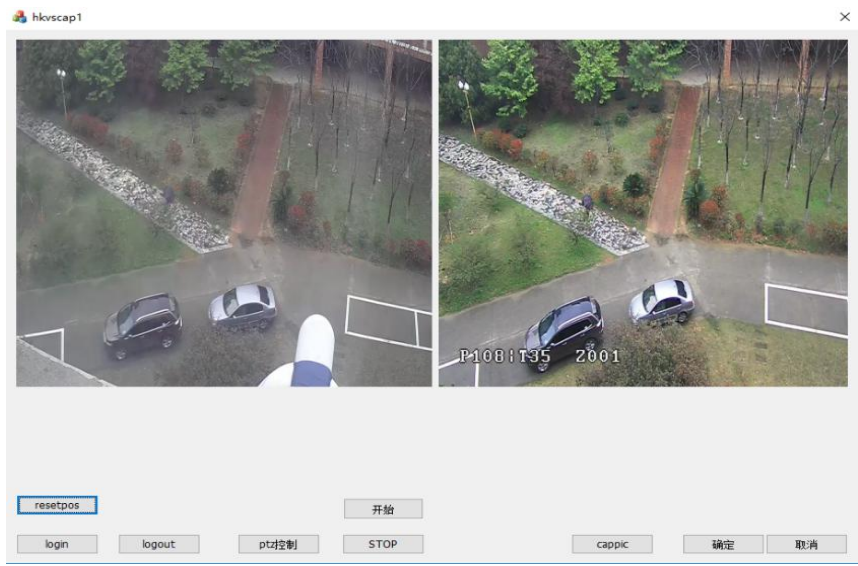 hkvscap1
P108 T35 Z001
resetpos
开始
login
logout
ptz控制
STOP
cappic
确定
取消